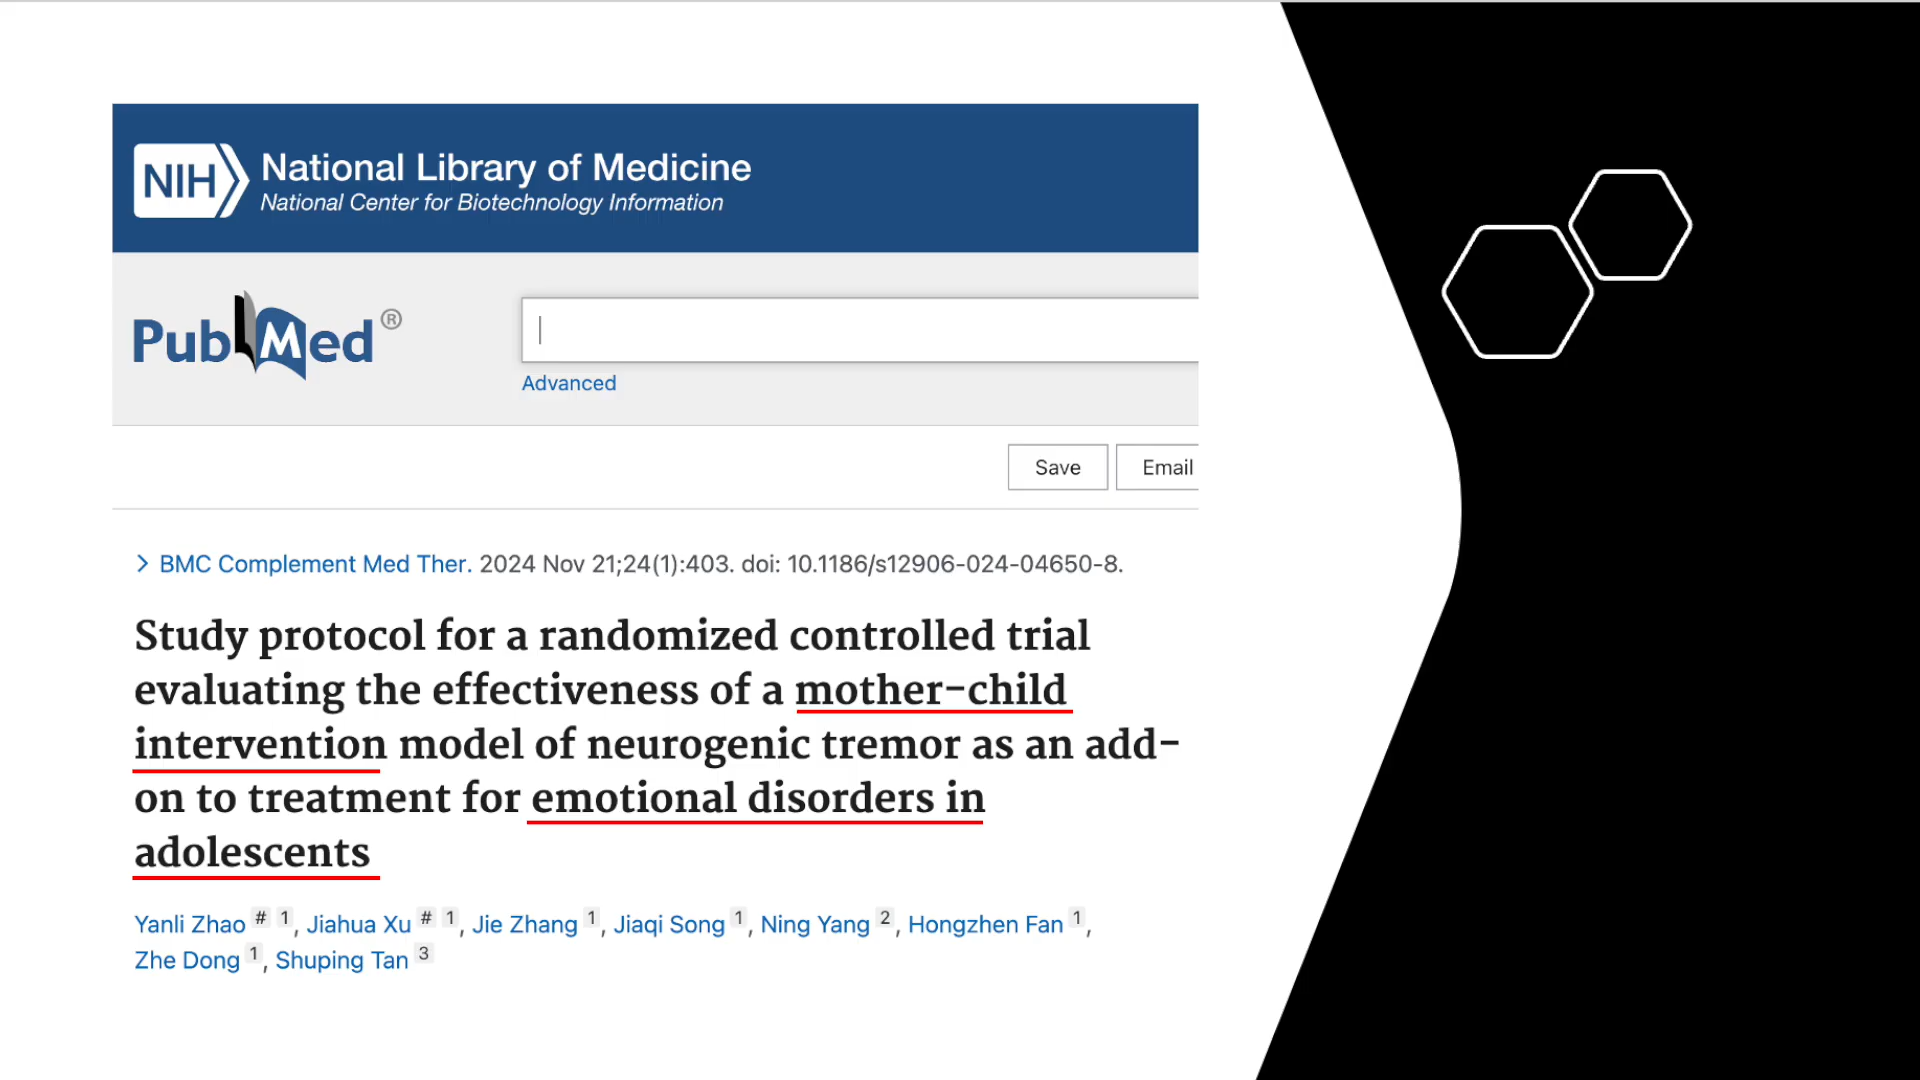 NIH National Library of Medicine
National Center for Biotechnology Information
PubMed®
Advanced
Save Email
> BMC Complement Med Ther. 2024 Nov 21;24(1):403. doi: 10.1186/s12906-024-04650-8.
Study protocol for a randomized controlled trial
evaluating the effectiveness of a mother-child
intervention model of neurogenic tremor as an add-
on to treatment for emotional disorders in
adolescents
Yanli Zhao # 1, Jiahua Xu # 1, Jie Zhang 1, Jiaqi Song 1, Ning Yang 2, Hongzhen Fan 1,
Zhe Dong 1, Shuping Tan 3